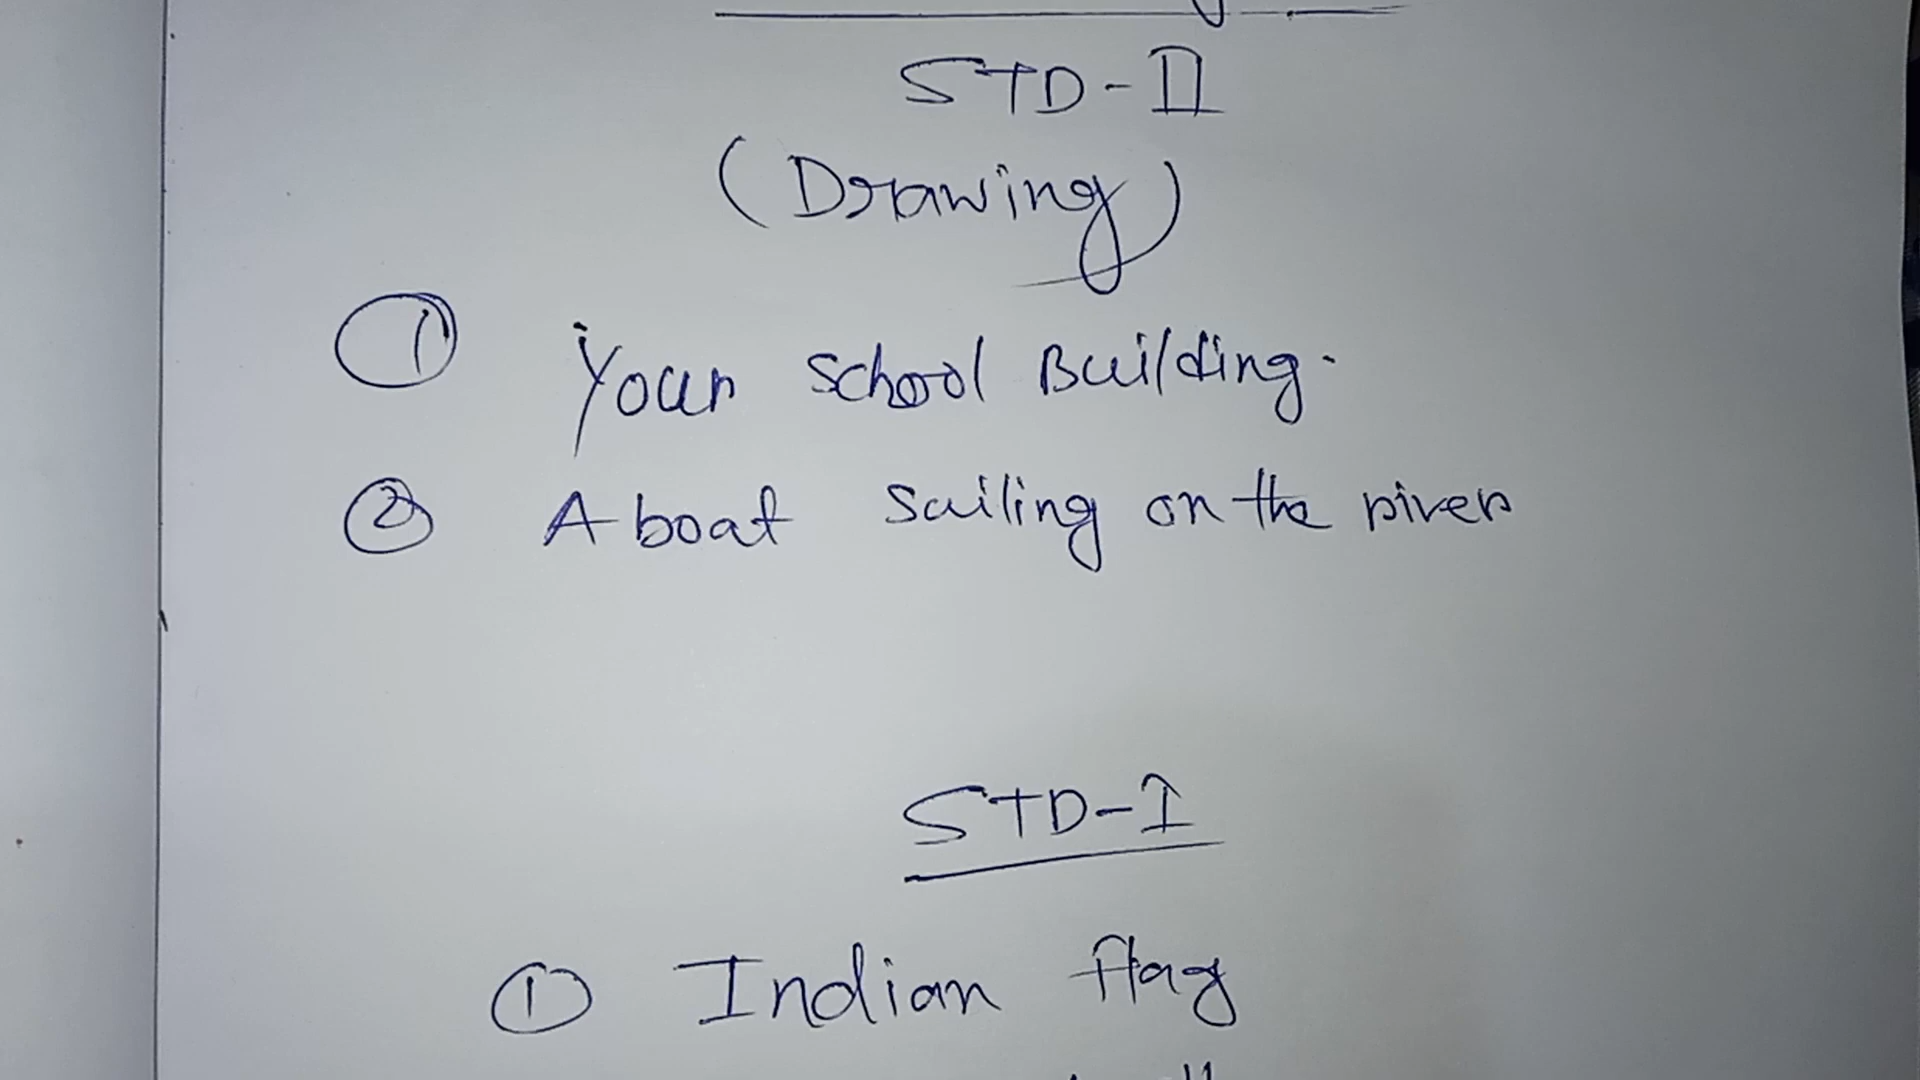 STD-II
(Drawing)
1 Your School Building.
2 A boat Sailing on the river
STD-I
1 Indian flag